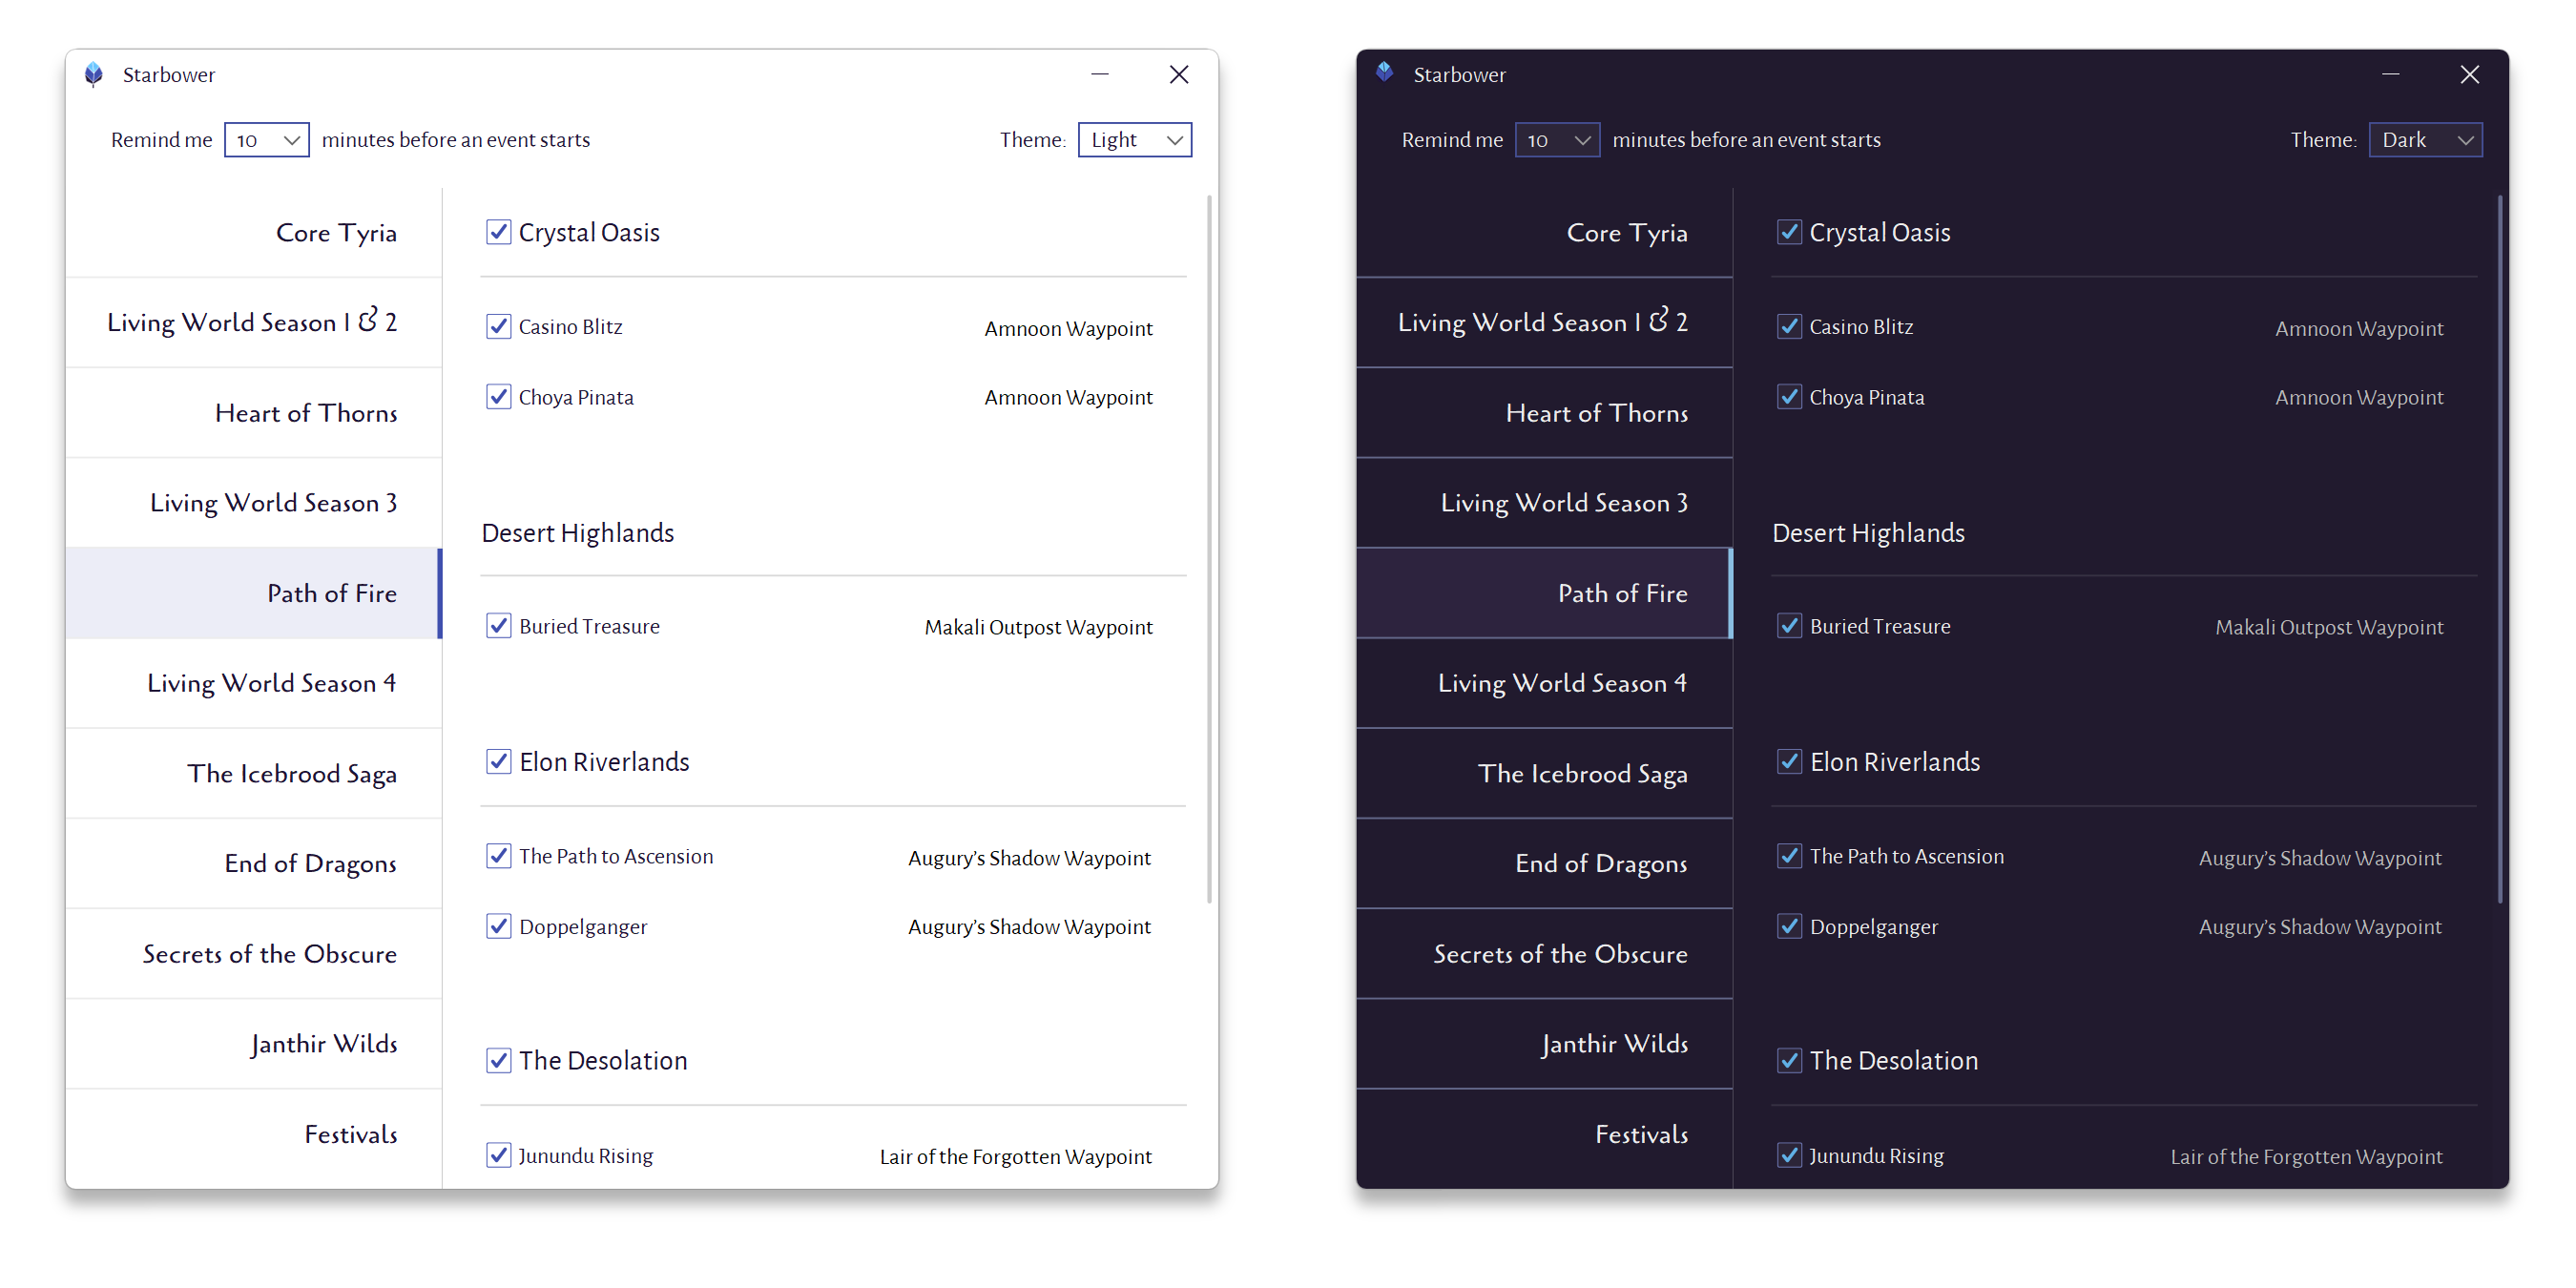 Starbower
Remind me 10 minutes before an event starts
Theme: Light
Core Tyria
Living World Season 1 & 2
Heart of Thorns
Living World Season 3
Path of Fire
Living World Season 4
The Icebrood Saga
End of Dragons
Secrets of the Obscure
Janthir Wilds
Festivals
Crystal Oasis
Casino Blitz Amnoon Waypoint
Choya Pinata Amnoon Waypoint
Desert Highlands
Buried Treasure Makali Outpost Waypoint
Elon Riverlands
The Path to Ascension Augury’s Shadow Waypoint
Doppelganger Augury’s Shadow Waypoint
The Desolation
Junundu Rising Lair of the Forgotten Waypoint
Starbower
Remind me 10 minutes before an event starts
Theme: Dark
Core Tyria
Living World Season 1 & 2
Heart of Thorns
Living World Season 3
Path of Fire
Living World Season 4
The Icebrood Saga
End of Dragons
Secrets of the Obscure
Janthir Wilds
Festivals
Crystal Oasis
Casino Blitz Amnoon Waypoint
Choya Pinata Amnoon Waypoint
Desert Highlands
Buried Treasure Makali Outpost Waypoint
Elon Riverlands
The Path to Ascension Augury’s Shadow Waypoint
Doppelganger Augury’s Shadow Waypoint
The Desolation
Junundu Rising Lair of the Forgotten Waypoint